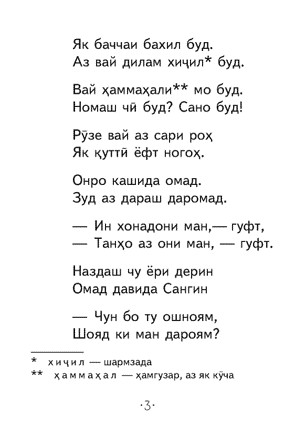 Як баччаи бахил буд.
Аз вай дилам хиҷил* буд.
Вай ҳаммаҳали** мо буд.
Номаш чӣ буд? Сано буд!
Рӯзе вай аз сари роҳ
Як қуттӣ ёфт ногоҳ.
Онро кашида омад.
Зуд аз дараш даромад.
— Ин хонадони ман,— гуфт,
— Танҳо аз они ман, — гуфт.
Наздаш чу ёри дерин
Омад давида Сангин
— Чун бо ту ошноям,
Шояд ки ман дароям?
* хиҷил — шармзада
** ҳаммаҳал — ҳамгузар, аз як кӯча
·3·